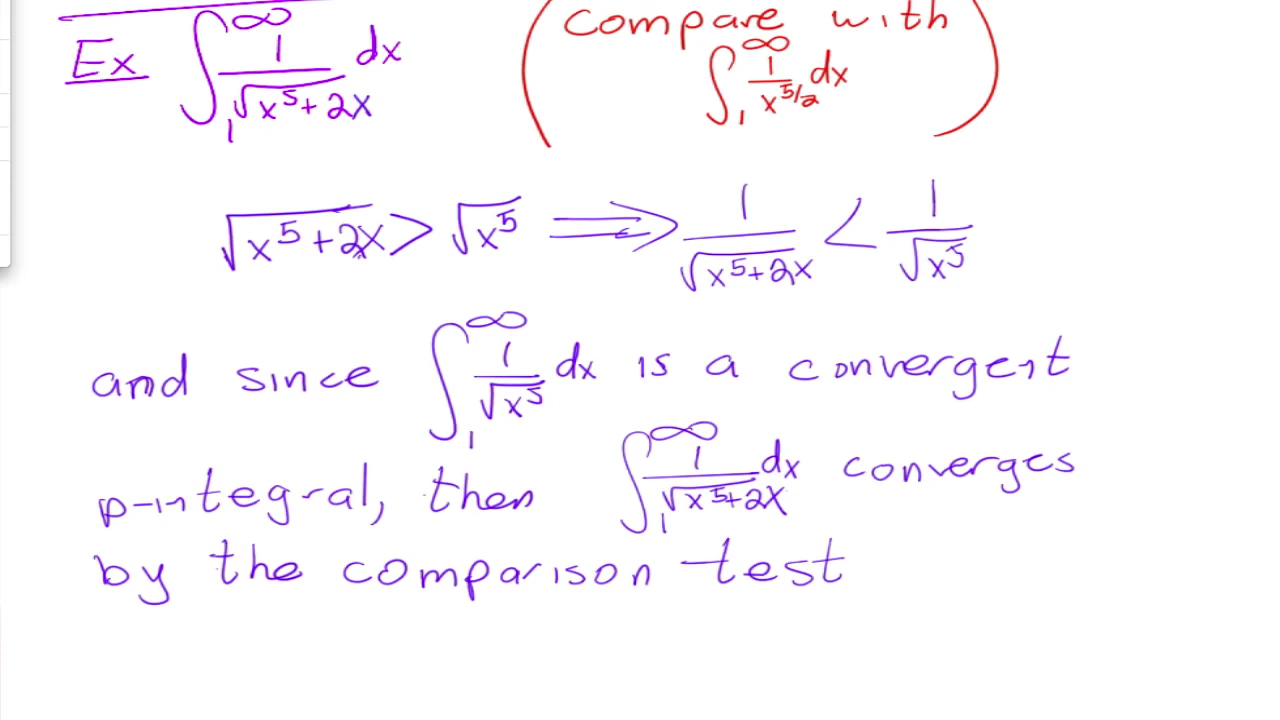 Ex ∫₁^∞ 1/√(x⁵+2x) dx (Compare with ∫₁^∞ 1/x^(5/2) dx)
√(x⁵+2x) > √(x⁵) ⟹ 1/√(x⁵+2x) < 1/√(x⁵)
and since ∫₁^∞ 1/√(x⁵) dx is a convergent
p-integral, then ∫₁^∞ 1/√(x⁵+2x) dx converges
by the comparison test